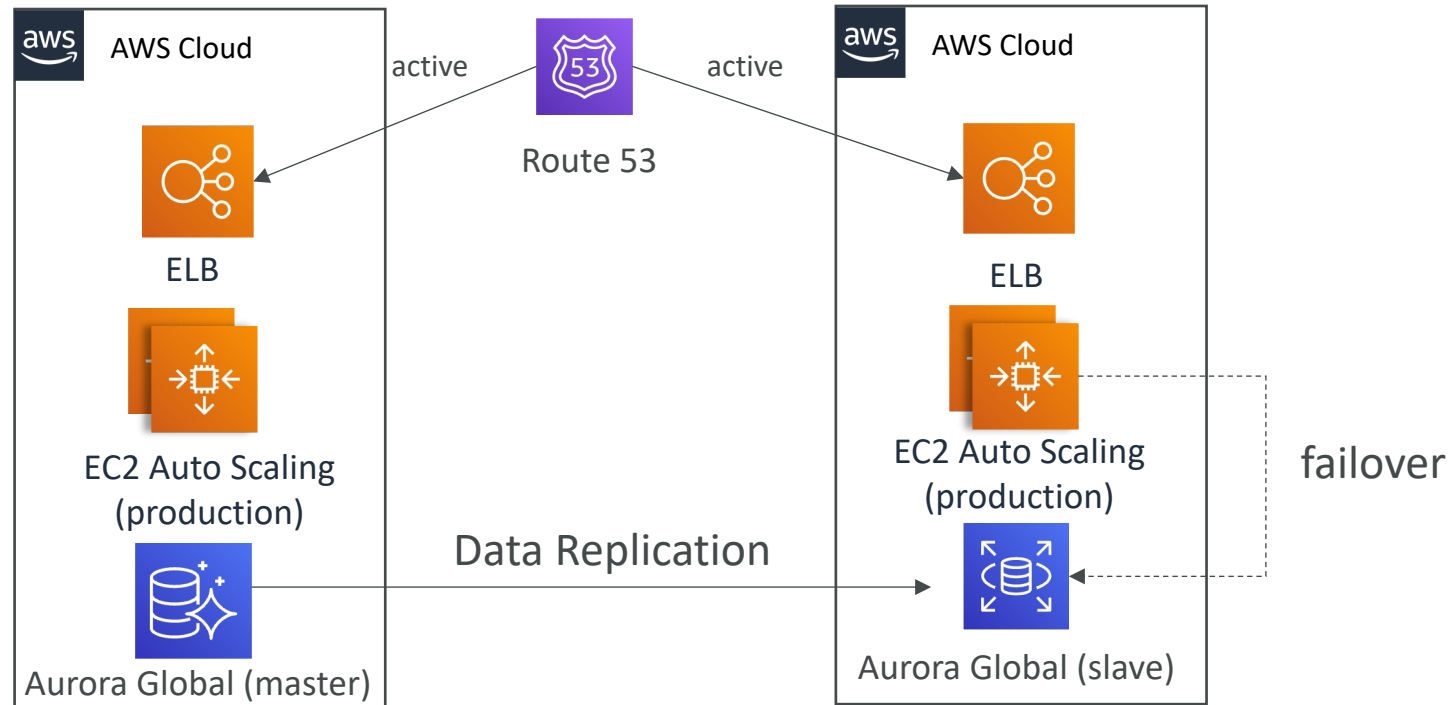 aws
AWS Cloud
active
53
active
Route 53
aws
AWS Cloud
ELB
ELB
EC2 Auto Scaling
(production)
EC2 Auto Scaling
(production)
failover
Data Replication
Aurora Global (master)
Aurora Global (slave)